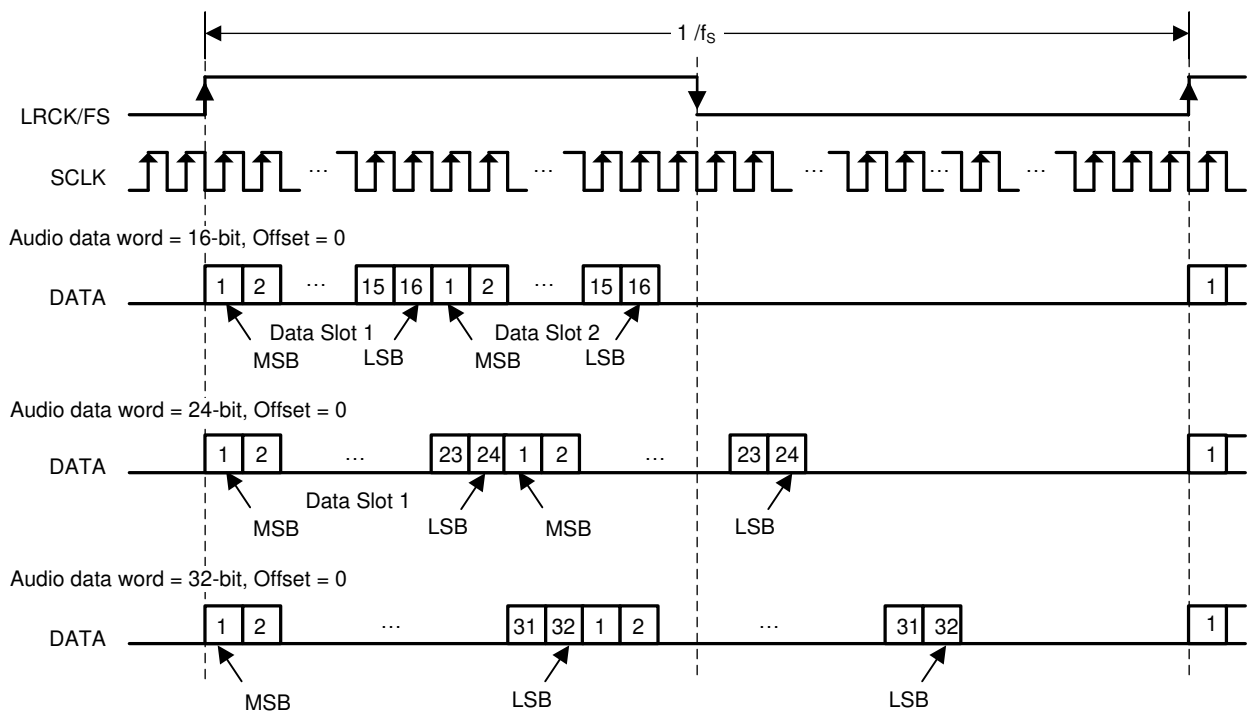 1 /fS
LRCK/FS
SCLK … … … … …
Audio data word = 16-bit, Offset = 0
DATA 1 2 … 15 16 1 2 … 15 16 1
Data Slot 1 Data Slot 2
MSB LSB MSB LSB
Audio data word = 24-bit, Offset = 0
DATA 1 2 … 23 24 1 2 … 23 24 1
Data Slot 1
MSB LSB MSB LSB
Audio data word = 32-bit, Offset = 0
DATA 1 2 … 31 32 1 2 … 31 32 1
MSB LSB LSB